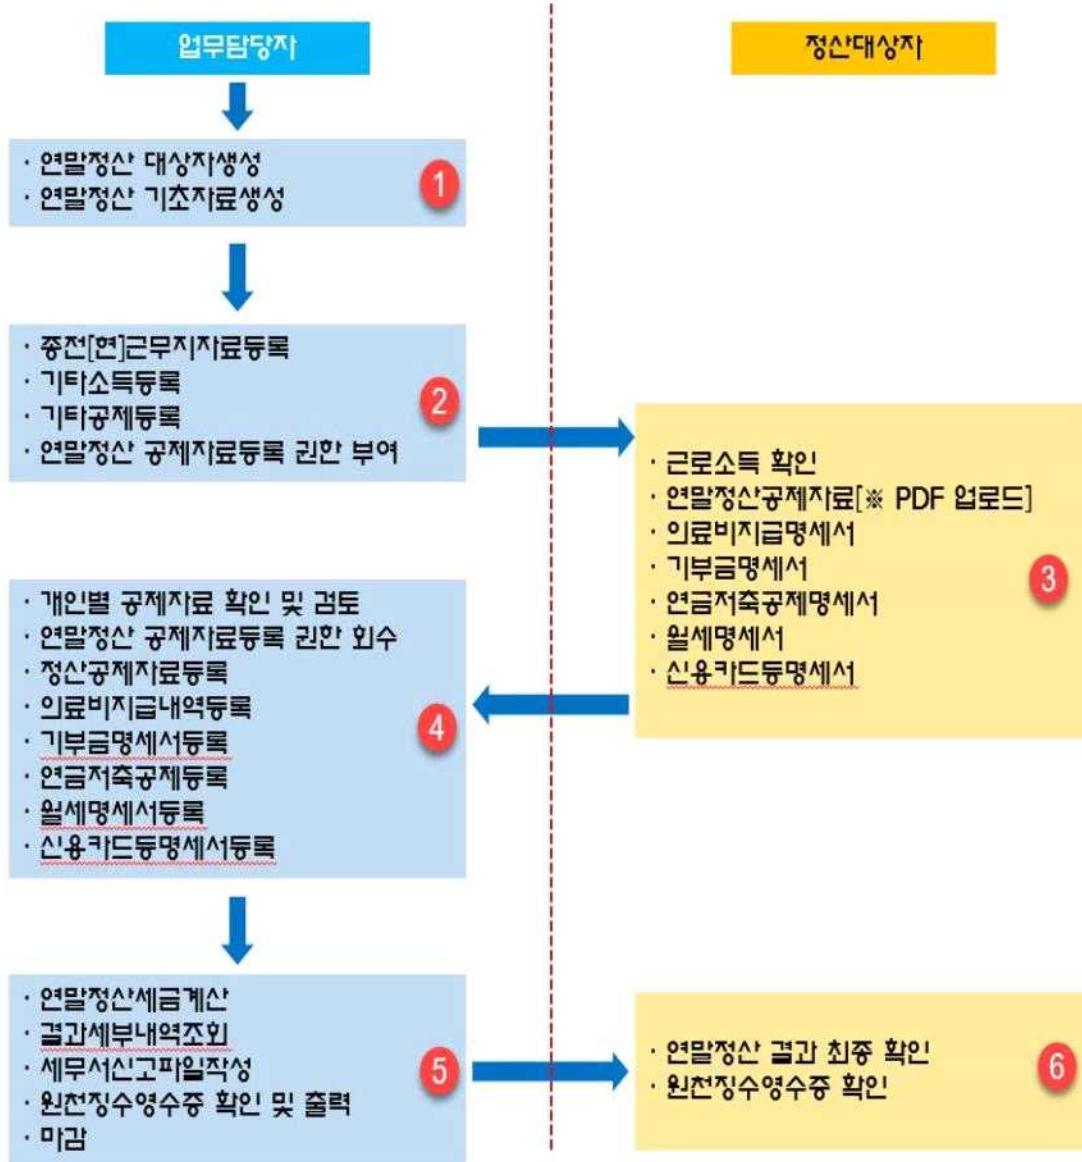 업무담당자
정산대상자
· 연말정산 대상자생성
· 연말정산 기초자료생성
1
· 종전[현]근무지자료등록
· 기타소득등록
· 기타공제등록
· 연말정산 공제자료등록 권한 부여
2
· 근로소득 확인
· 연말정산공제자료[※ PDF 업로드]
· 의료비지급명세서
· 기부금명세서
· 연금저축공제명세서
· 월세명세서
· 신용카드등명세서
3
· 개인별 공제자료 확인 및 검토
· 연말정산 공제자료등록 권한 회수
· 정산공제자료등록
· 의료비지급내역등록
· 기부금명세서등록
· 연금저축공제등록
· 월세명세서등록
· 신용카드등명세서등록
4
· 연말정산세금계산
· 결과세부내역조회
· 세무서신고파일작성
· 원천징수영수증 확인 및 출력
· 마감
5
· 연말정산 결과 최종 확인
· 원천징수영수증 확인
6